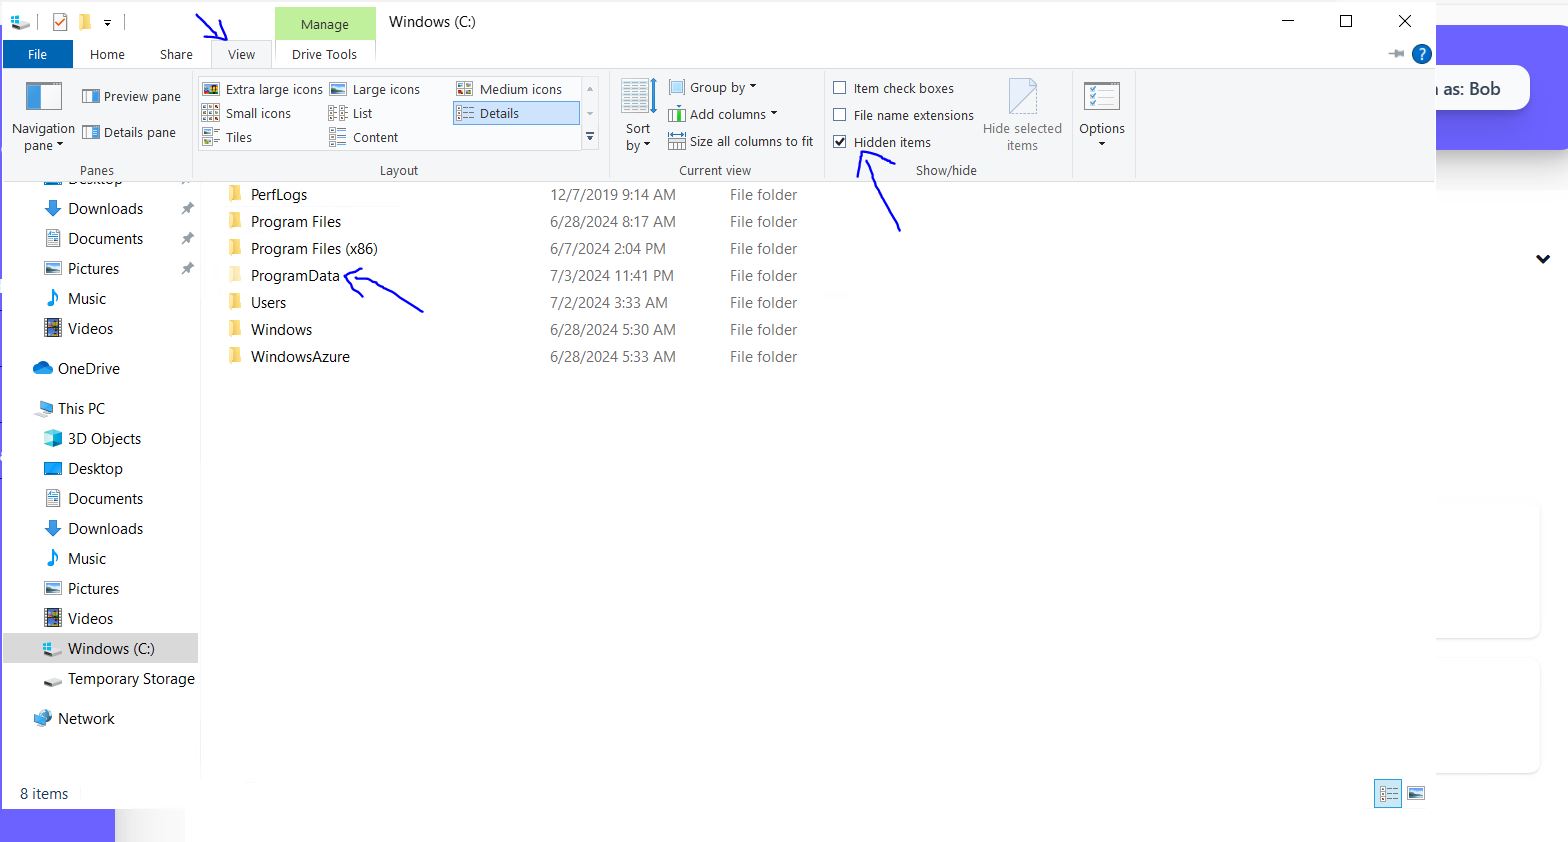 Manage
Windows (C:)
File
Home
Share
View
Drive Tools
Navigation pane
Preview pane
Details pane
Panes
Extra large icons
Large icons
Medium icons
Small icons
List
Details
Tiles
Content
Layout
Sort by
Group by
Add columns
Size all columns to fit
Current view
Item check boxes
File name extensions
Hidden items
Hide selected items
Show/hide
Options
as: Bob
Desktop
Downloads
Documents
Pictures
Music
Videos
OneDrive
This PC
3D Objects
Desktop
Documents
Downloads
Music
Pictures
Videos
Windows (C:)
Temporary Storage
Network
PerfLogs 12/7/2019 9:14 AM File folder
Program Files 6/28/2024 8:17 AM File folder
Program Files (x86) 6/7/2024 2:04 PM File folder
ProgramData 7/3/2024 11:41 PM File folder
Users 7/2/2024 3:33 AM File folder
Windows 6/28/2024 5:30 AM File folder
WindowsAzure 6/28/2024 5:33 AM File folder
8 items